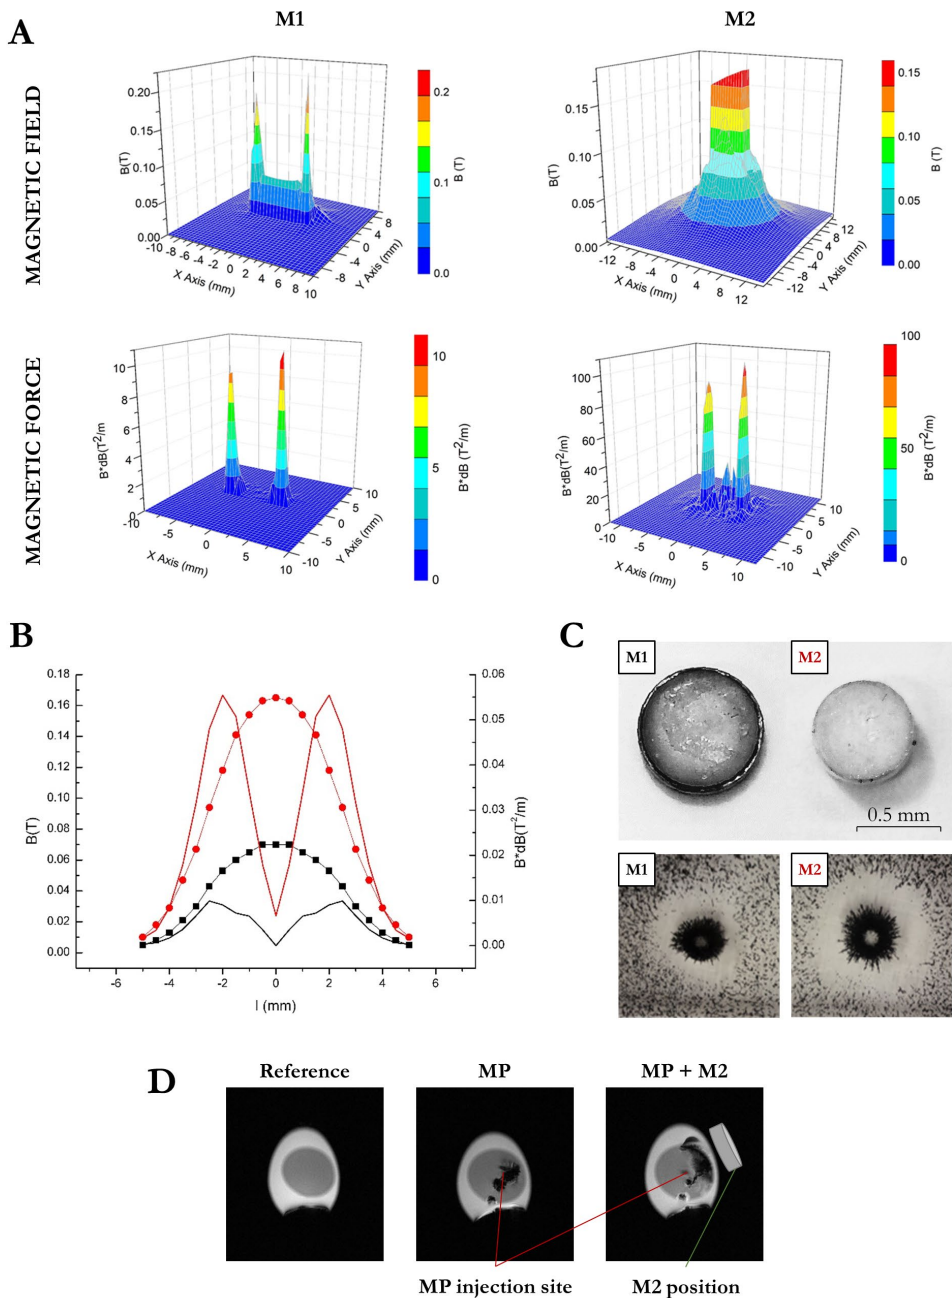 A
M1
M2
MAGNETIC FIELD
0.20
0.15
0.10
0.05
0.00
B(T)
-10 -8 -6 -4 -2 0 2 4 6 8 10
X Axis (mm)
-8 -4 0 4 8
Y Axis (mm)
0.2
0.1
0.0
B (T)
0.15
0.10
0.05
0.00
B(T)
-12 -8 -4 0 4 8 12
X Axis (mm)
-12 -8 -4 0 4 8 12
Y Axis (mm)
0.15
0.10
0.05
0.00
B (T)
MAGNETIC FORCE
10
8
6
4
2
0
B*dB(T²/m
-10 -5 0 5 10
X Axis (mm)
-10 -5 0 5 10
Y Axis (mm)
10
5
0
B*dB (T²/m)
100
80
60
40
20
0
B*dB(T²/m)
-10 -5 0 5 10
X Axis (mm)
-10 -5 0 5 10
Y Axis (mm)
100
50
0
B*dB (T²/m)
B
0.18
0.16
0.14
0.12
0.10
0.08
0.06
0.04
0.02
0.00
B(T)
-6 -4 -2 0 2 4 6
l (mm)
0.06
0.05
0.04
0.03
0.02
0.01
0.00
B*dB(T²/m)
C
M1
M2
0.5 mm
M1
M2
D
Reference
MP
MP + M2
MP injection site
M2 position